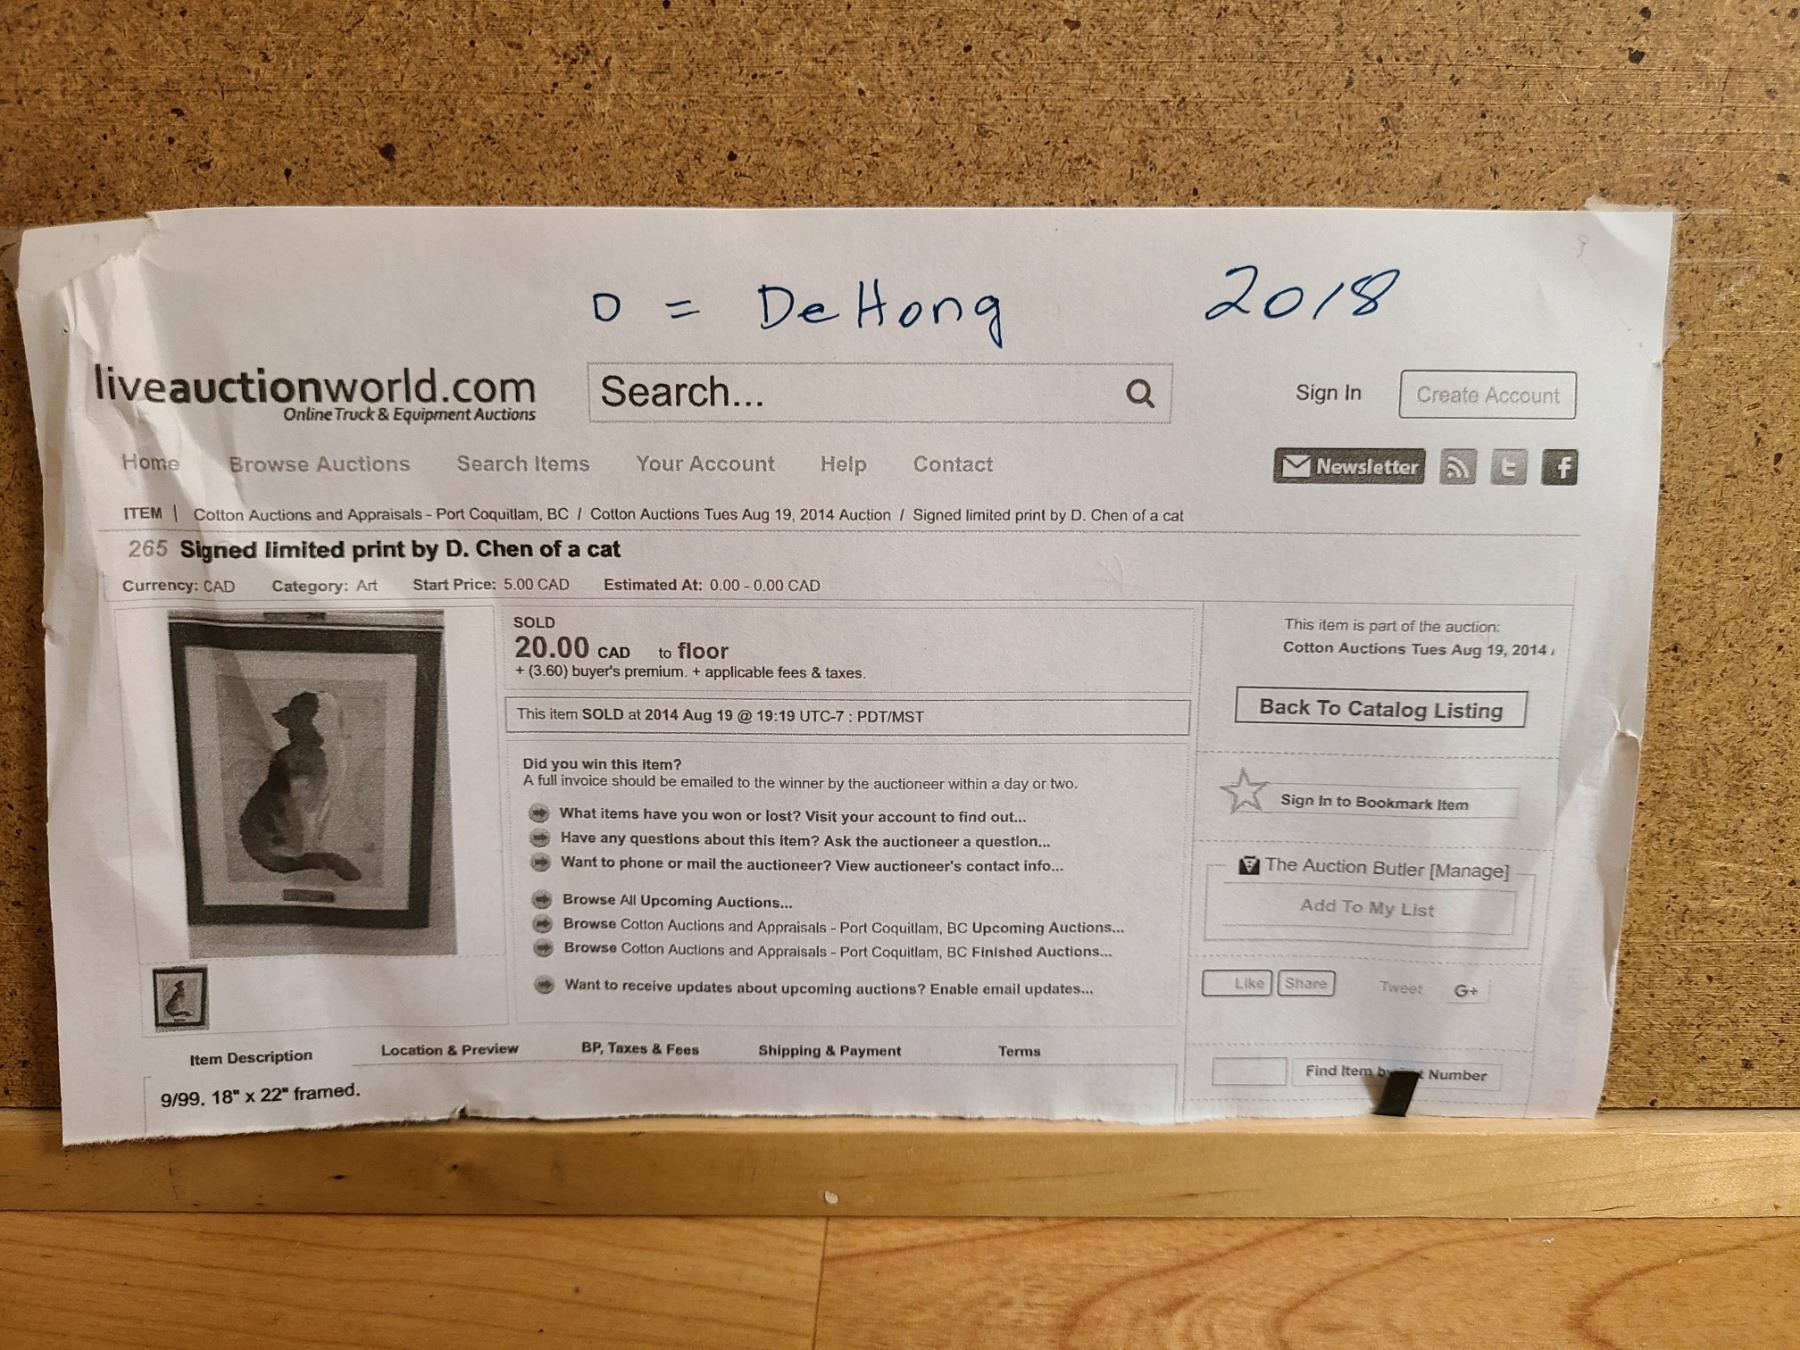 D = DeHong 2018
liveauctionworld.com
Online Truck & Equipment Auctions
Search...
Sign In
Create Account
Home Browse Auctions Search Items Your Account Help Contact
Newsletter
ITEM | Cotton Auctions and Appraisals - Port Coquitlam, BC / Cotton Auctions Tues Aug 19, 2014 Auction / Signed limited print by D. Chen of a cat
265 Signed limited print by D. Chen of a cat
Currency: CAD Category: Art Start Price: 5.00 CAD Estimated At: 0.00 - 0.00 CAD
SOLD
20.00 CAD to floor
+ (3.60) buyer's premium. + applicable fees & taxes.
This item SOLD at 2014 Aug 19 @ 19:19 UTC-7 : PDT/MST
Did you win this item?
A full invoice should be emailed to the winner by the auctioneer within a day or two.
What items have you won or lost? Visit your account to find out...
Have any questions about this item? Ask the auctioneer a question...
Want to phone or mail the auctioneer? View auctioneer's contact info...
Browse All Upcoming Auctions...
Browse Cotton Auctions and Appraisals - Port Coquitlam, BC Upcoming Auctions...
Browse Cotton Auctions and Appraisals - Port Coquitlam, BC Finished Auctions...
Want to receive updates about upcoming auctions? Enable email updates...
This item is part of the auction:
Cotton Auctions Tues Aug 19, 2014
Back To Catalog Listing
Sign In to Bookmark Item
The Auction Butler [Manage]
Add To My List
Like Share Tweet G+
Find Item Number
Item Description Location & Preview BP, Taxes & Fees Shipping & Payment Terms
9/99. 18" x 22" framed.